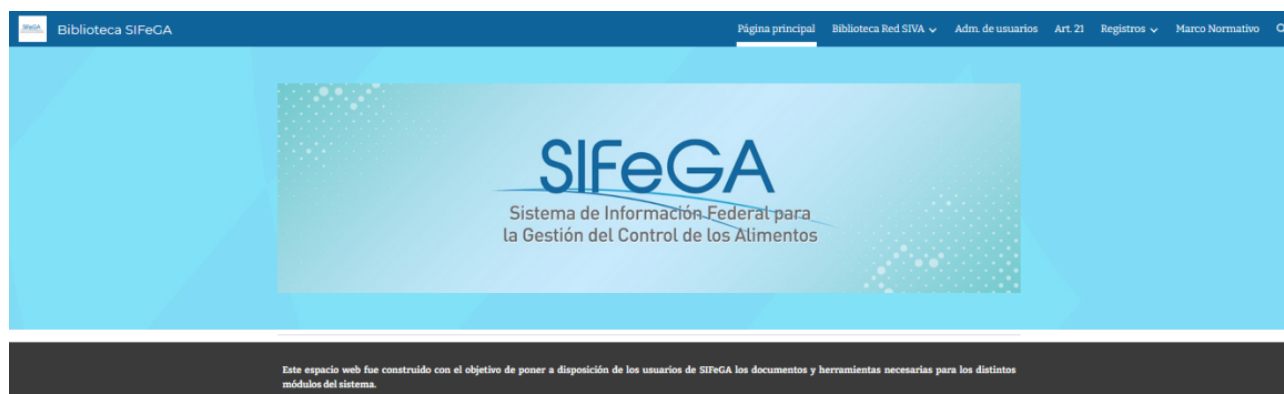 SIFeGA
Biblioteca SIFeGA
Página principal
Biblioteca Red SIVA
Adm. de usuarios
Art. 21
Registros
Marco Normativo
SIFeGA
Sistema de Información Federal para
la Gestión del Control de los Alimentos
Este espacio web fue construido con el objetivo de poner a disposición de los usuarios de SIFeGA los documentos y herramientas necesarias para los distintos
módulos del sistema.